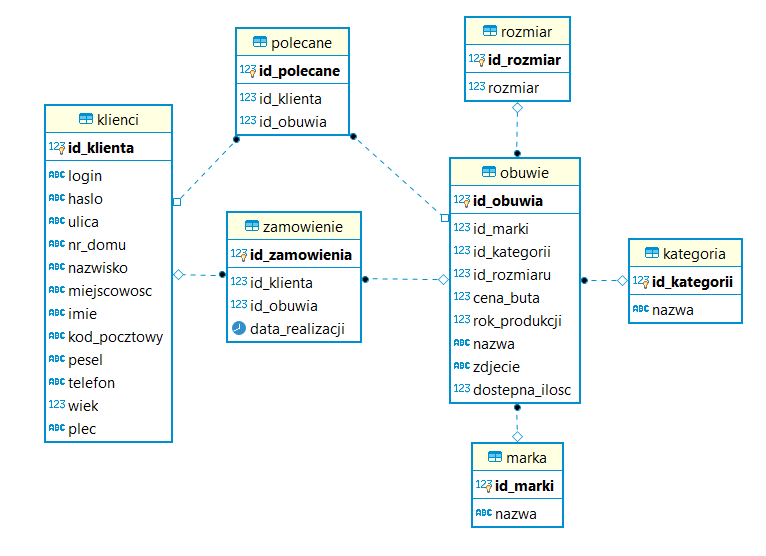 polecane
123 id_polecane
123 id_klienta
123 id_obuwia
rozmiar
123 id_rozmiar
123 rozmiar
klienci
123 id_klienta
ABC login
ABC haslo
ABC ulica
ABC nr_domu
ABC nazwisko
ABC miejscowosc
ABC imie
ABC kod_pocztowy
ABC pesel
ABC telefon
123 wiek
ABC plec
zamowienie
123 id_zamowienia
123 id_klienta
123 id_obuwia
data_realizacji
obuwie
123 id_obuwia
123 id_marki
123 id_kategorii
123 id_rozmiaru
123 cena_buta
123 rok_produkcji
ABC nazwa
ABC zdjecie
123 dostepna_ilosc
kategoria
123 id_kategorii
ABC nazwa
marka
123 id_marki
ABC nazwa